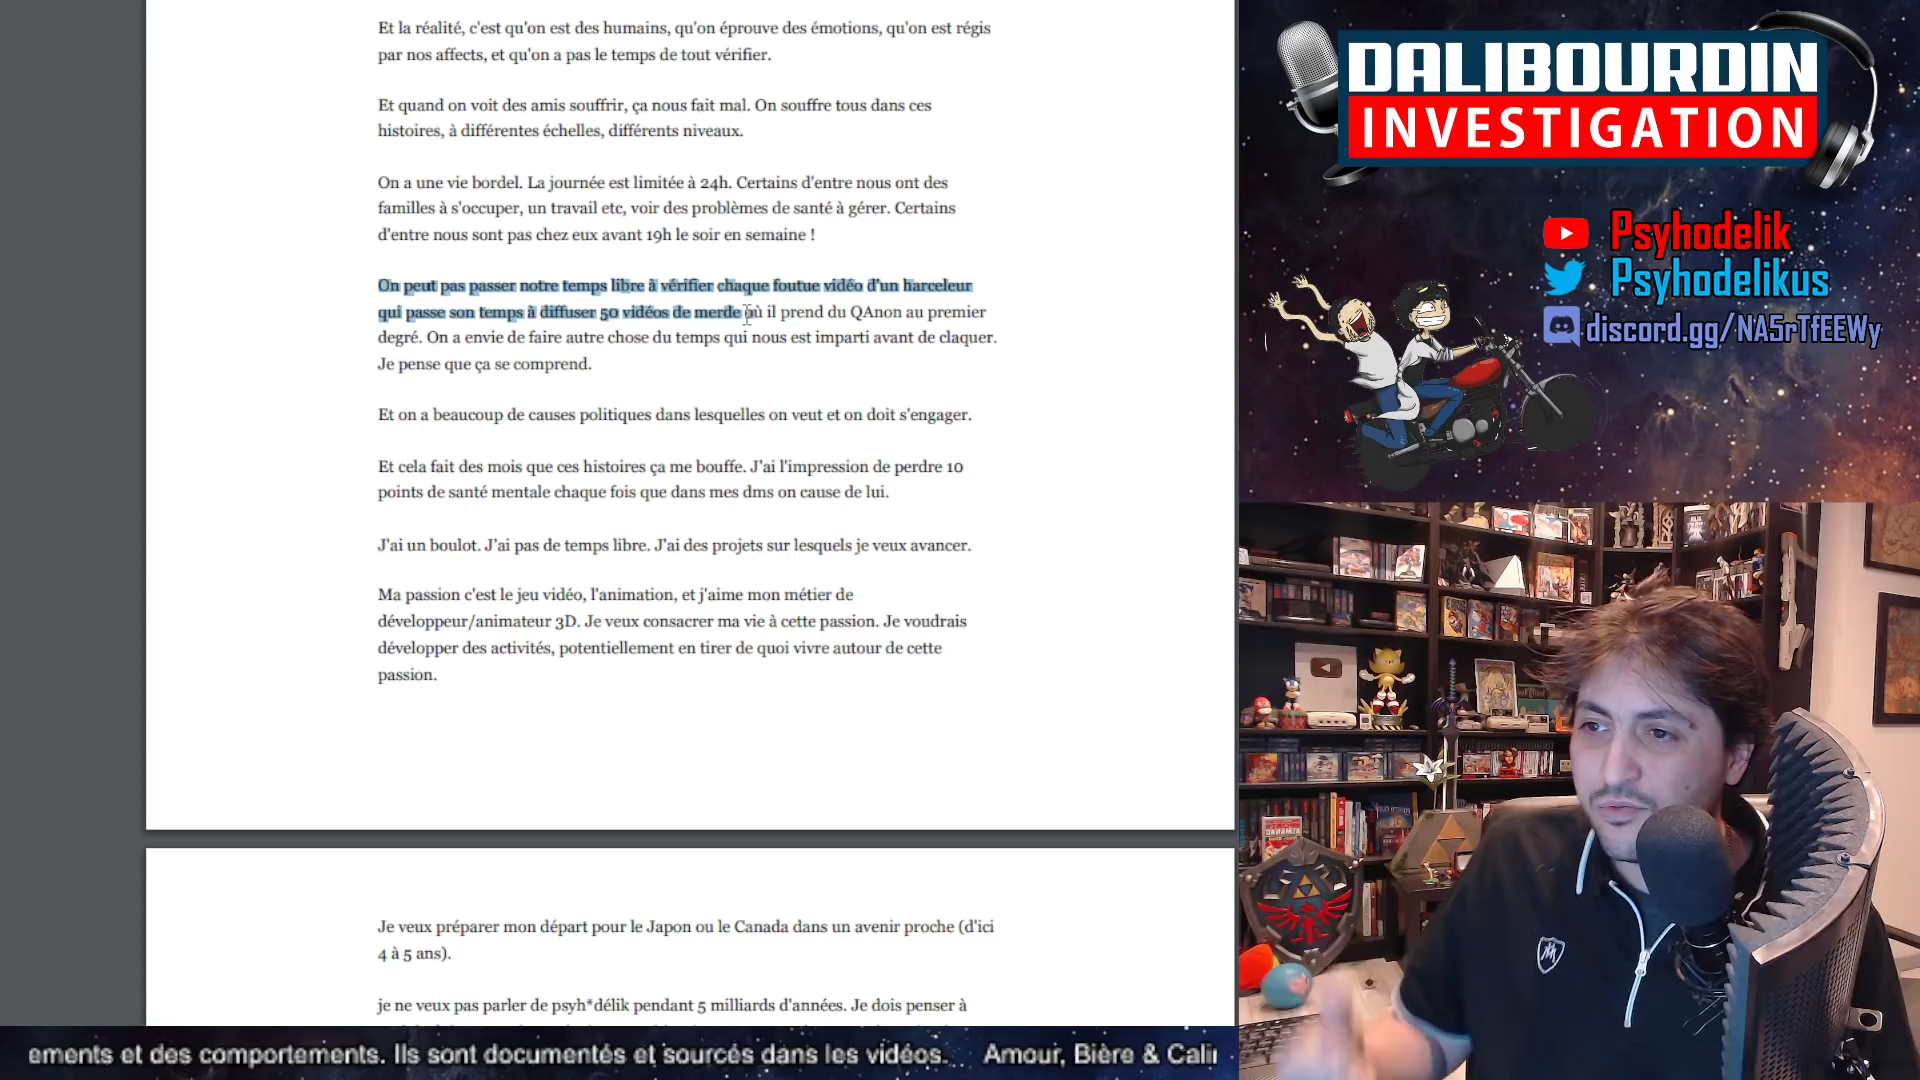 Et la réalité, c'est qu'on est des humains, qu'on éprouve des émotions, qu'on est régis
par nos affects, et qu'on a pas le temps de tout vérifier.
Et quand on voit des amis souffrir, ça nous fait mal. On souffre tous dans ces
histoires, à différentes échelles, différents niveaux.
On a une vie bordel. La journée est limitée à 24h. Certains d'entre nous ont des
familles à s'occuper, un travail etc, voir des problèmes de santé à gérer. Certains
d'entre nous sont pas chez eux avant 19h le soir en semaine !
On peut pas passer notre temps libre à vérifier chaque foutue vidéo d'un harceleur
qui passe son temps à diffuser 50 vidéos de merde où il prend du QAnon au premier
degré. On a envie de faire autre chose du temps qui nous est imparti avant de claquer.
Je pense que ça se comprend.
Et on a beaucoup de causes politiques dans lesquelles on veut et on doit s'engager.
Et cela fait des mois que ces histoires ça me bouffe. J'ai l'impression de perdre 10
points de santé mentale chaque fois que dans mes dms on cause de lui.
J'ai un boulot. J'ai pas de temps libre. J'ai des projets sur lesquels je veux avancer.
Ma passion c'est le jeu vidéo, l'animation, et j'aime mon métier de
développeur/animateur 3D. Je veux consacrer ma vie à cette passion. Je voudrais
développer des activités, potentiellement en tirer de quoi vivre autour de cette
passion.
Je veux préparer mon départ pour le Japon ou le Canada dans un avenir proche (d'ici
4 à 5 ans).
je ne veux pas parler de psyh*délik pendant 5 milliards d'années. Je dois penser à
ements et des comportements. Ils sont documentés et sourcés dans les vidéos... Amour, Bière & Cali
DALIBOURDIN
INVESTIGATION
Psyhodelik
Psyhodelikus
discord.gg/NA5rTfEEWy